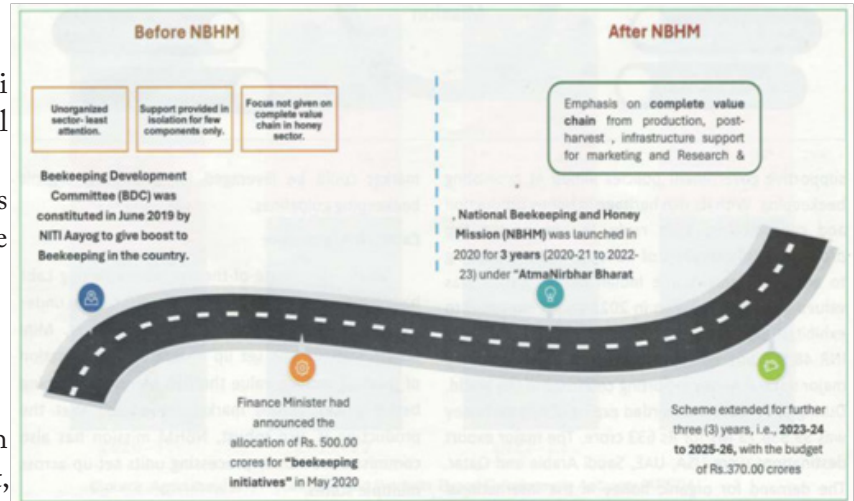 Before NBHM
After NBHM
Unorganized
sector- least
attention.
Support provided in
isolation for few
components only.
Focus not given on
complete value
chain in honey
sector.
Emphasis on complete value
chain from production, post-
harvest , infrastructure support
for marketing and Research &
Beekeeping Development
Committee (BDC) was
constituted in June 2019 by
NITI Aayog to give boost to
Beekeeping in the country.
, National Beekeeping and Honey
Mission (NBHM) was launched in
2020 for 3 years (2020-21 to 2022-
23) under "AtmaNirbhar Bharat
Finance Minister had
announced the
allocation of Rs. 500.00
crores for "beekeeping
initiatives" in May 2020
Scheme extended for further
three (3) years, i.e., 2023-24
to 2025-26, with the budget
of Rs.370.00 crores